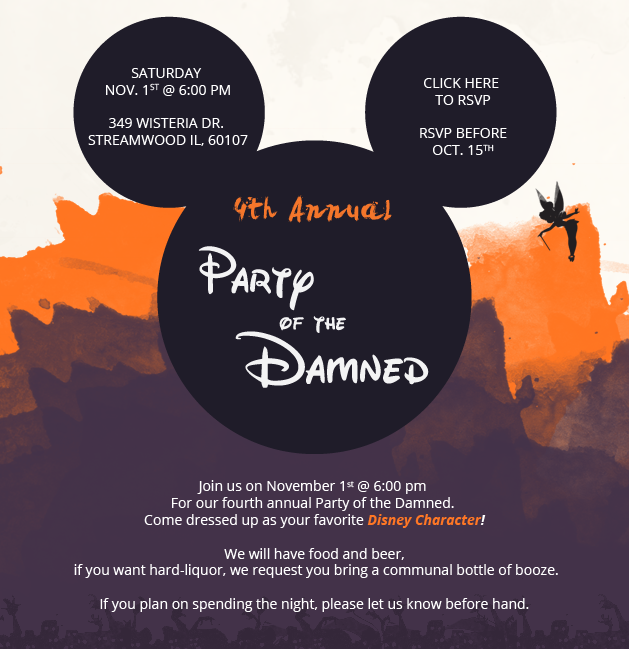 SATURDAY
NOV. 1ST @ 6:00 PM
349 WISTERIA DR.
STREAMWOOD IL, 60107
CLICK HERE
TO RSVP
RSVP BEFORE
OCT. 15TH
4th Annual
PARTY
OF THE
DAMNED
Join us on November 1st @ 6:00 pm
For our fourth annual Party of the Damned.
Come dressed up as your favorite Disney Character!
We will have food and beer,
if you want hard-liquor, we request you bring a communal bottle of booze.
If you plan on spending the night, please let us know before hand.